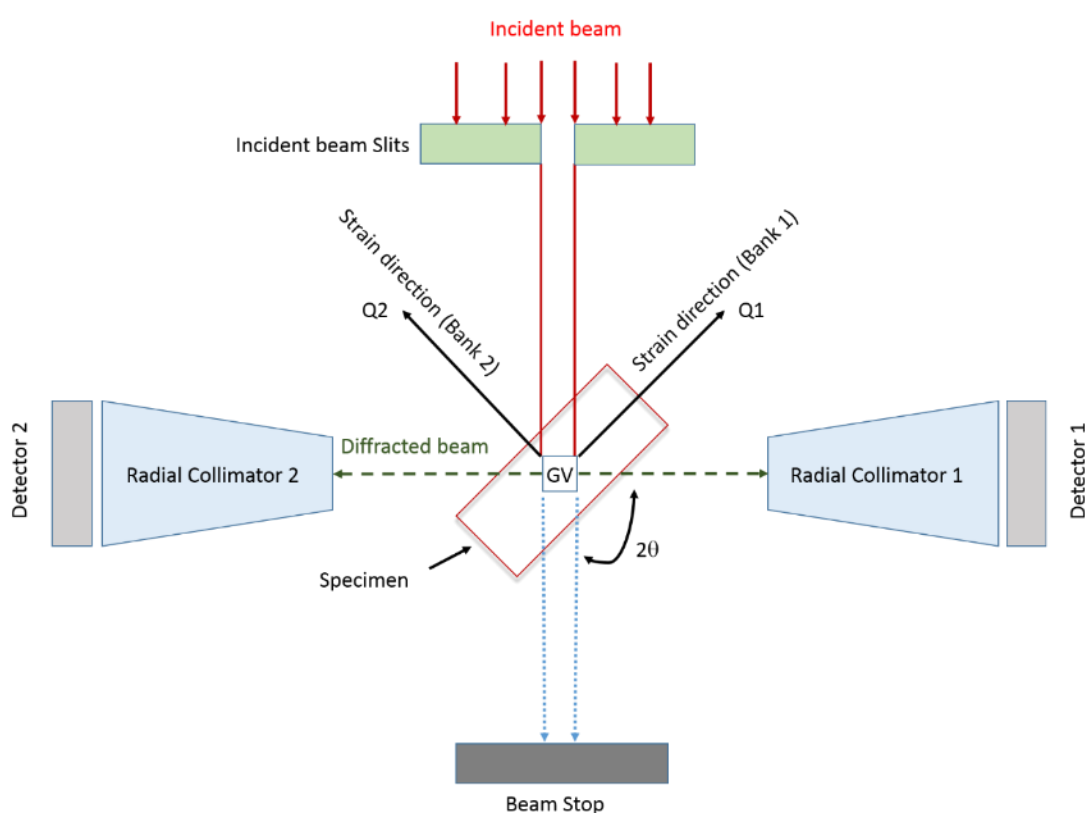 Incident beam
Incident beam Slits
Strain direction (Bank 2)
Strain direction (Bank 1)
Q2
Q1
Detector 2
Radial Collimator 2
Diffracted beam
GV
Radial Collimator 1
Detector 1
2θ
Specimen
Beam Stop